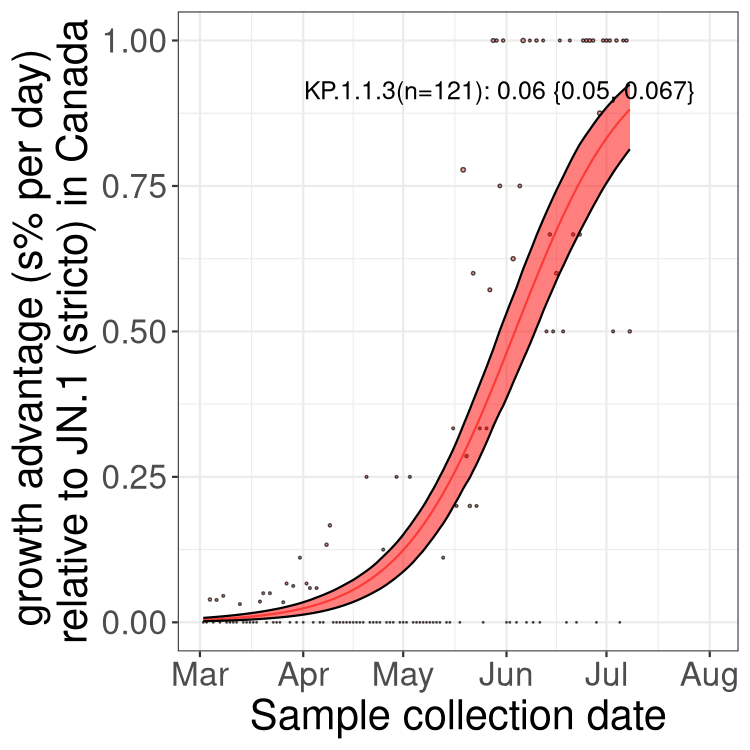 growth advantage (s% per day)
relative to JN.1 (stricto) in Canada
1.00
0.75
0.50
0.25
0.00
KP.1.1.3(n=121): 0.06 {0.05, 0.067}
Mar Apr May Jun Jul Aug
Sample collection date